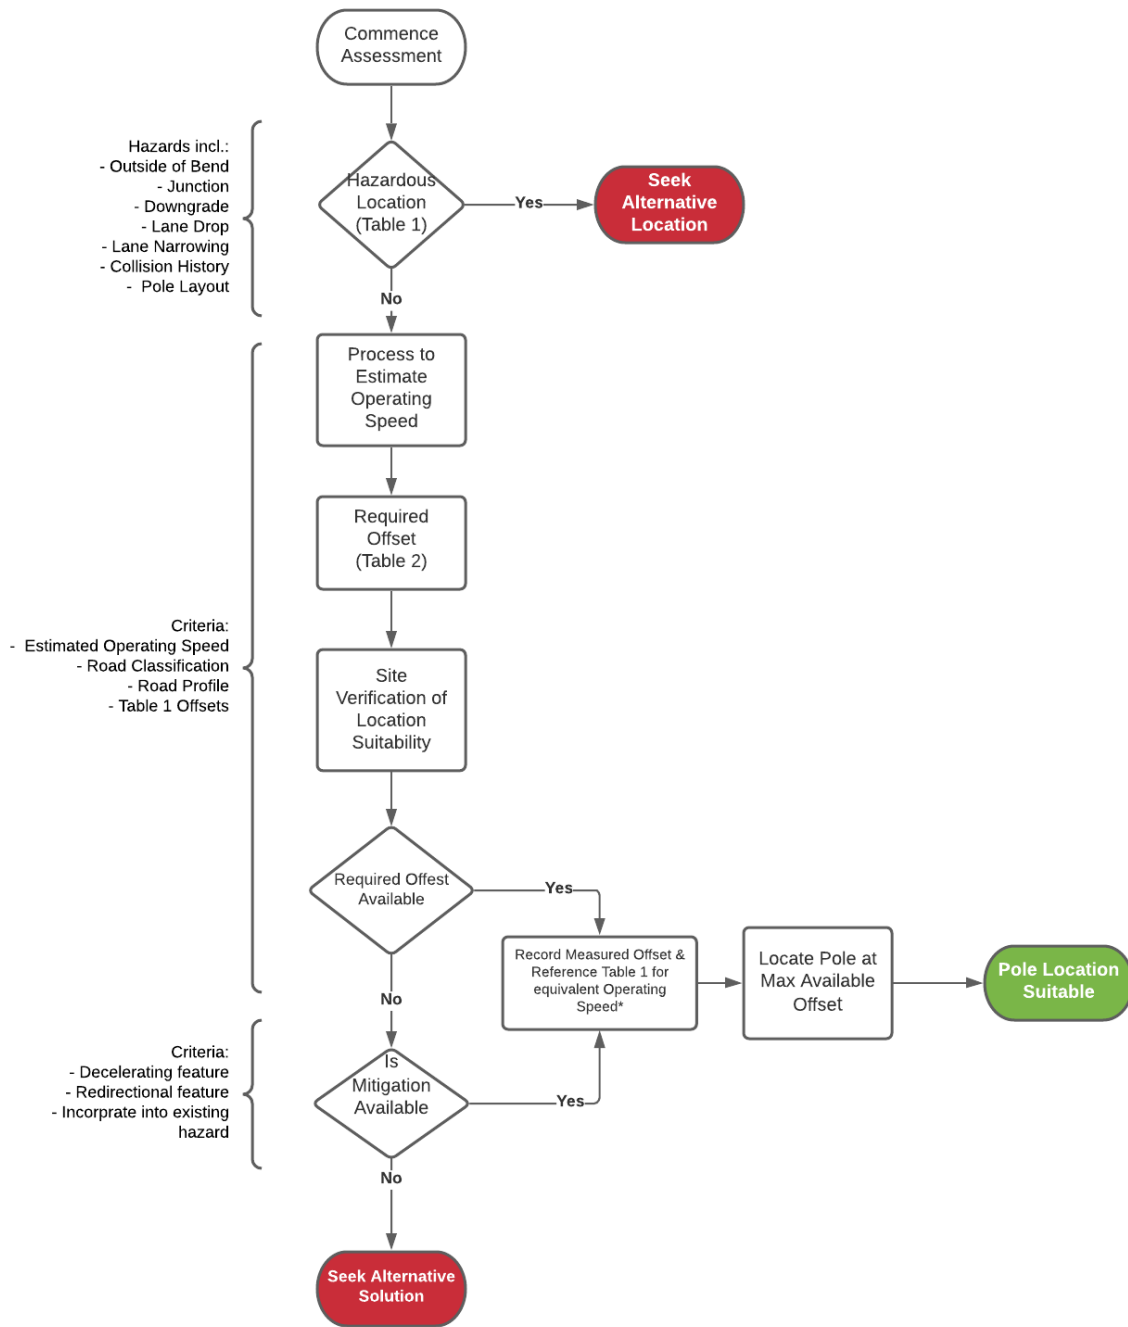 Commence
Assessment
Hazards incl.:
- Outside of Bend
- Junction
- Downgrade
- Lane Drop
- Lane Narrowing
- Collision History
- Pole Layout
Hazardous
Location
(Table 1)
Yes
Seek
Alternative
Location
No
Process to
Estimate
Operating
Speed
Required
Offset
(Table 2)
Criteria:
- Estimated Operating Speed
- Road Classification
- Road Profile
- Table 1 Offsets
Site
Verification of
Location
Suitability
Required Offest
Available
Yes
Record Measured Offset &
Reference Table 1 for
equivalent Operating
Speed*
Locate Pole at
Max Available
Offset
Pole Location
Suitable
No
Criteria:
- Decelerating feature
- Redirectional feature
- Incorprate into existing
hazard
Is
Mitigation
Available
Yes
No
Seek Alternative
Solution